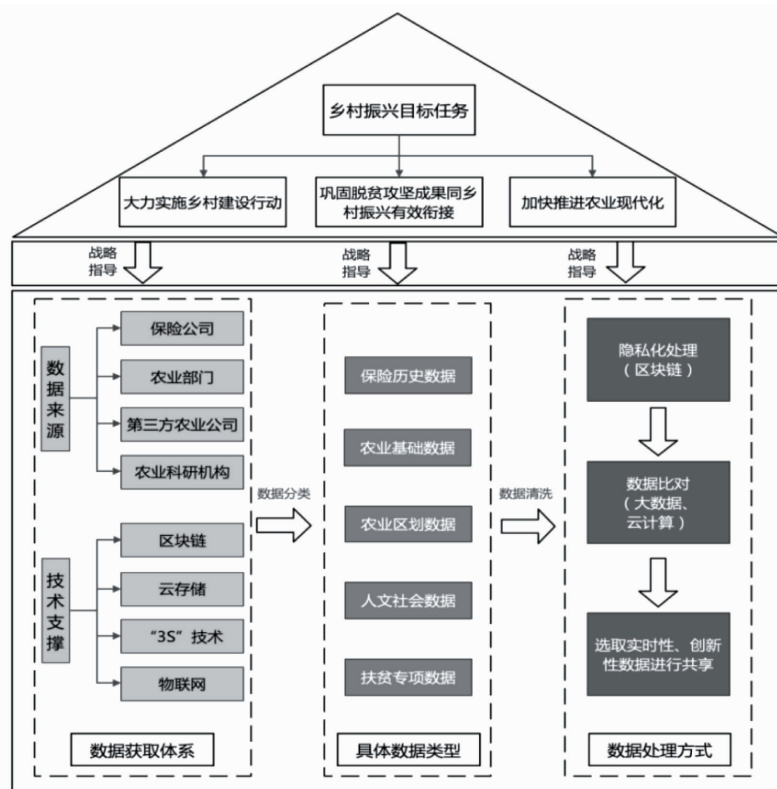 乡村振兴目标任务
大力实施乡村建设行动
巩固脱贫攻坚成果同乡
村振兴有效衔接
加快推进农业现代化
战略
指导
战略
指导
战略
指导
数据来源
保险公司
农业部门
第三方农业公司
农业科研机构
技术支撑
区块链
云存储
“3S”技术
物联网
数据获取体系
数据分类
保险历史数据
农业基础数据
农业区划数据
人文社会数据
扶贫专项数据
具体数据类型
数据清洗
隐私化处理
（区块链）
数据比对
（大数据、
云计算）
选取实时性、创新
性数据进行共享
数据处理方式